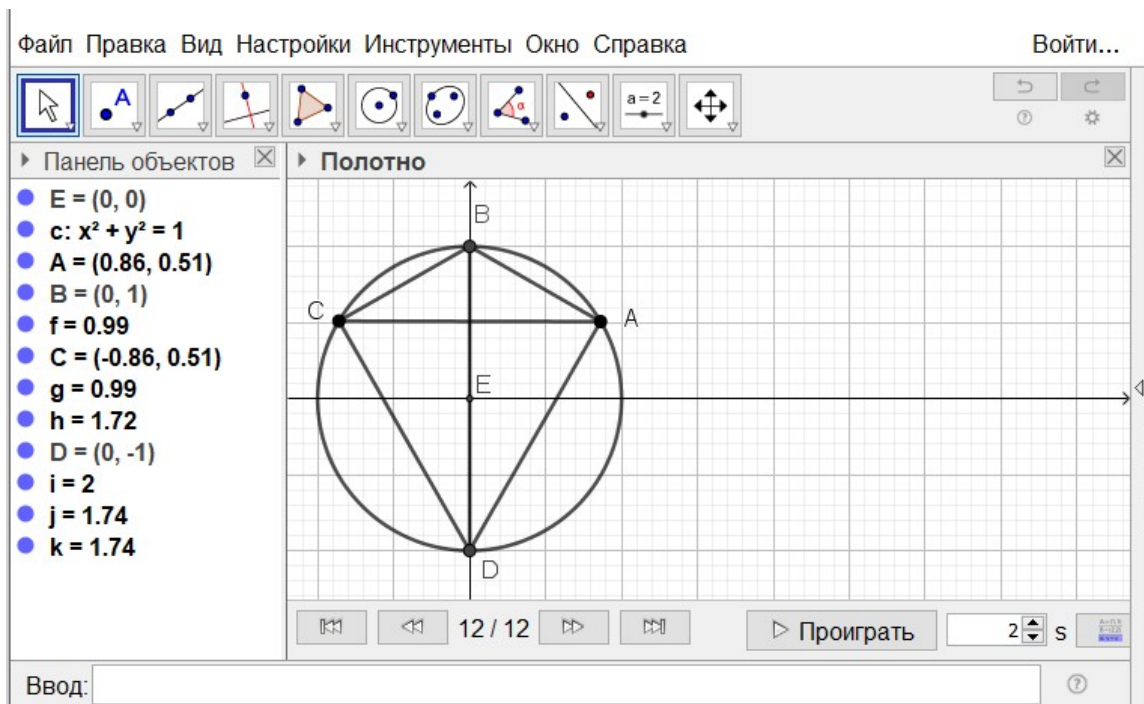 Файл Правка Вид Настройки Инструменты Окно Справка Войти...
A α a=2
Панель объектов
Полотно
E = (0, 0)
c: x² + y² = 1
A = (0.86, 0.51)
B = (0, 1)
f = 0.99
C = (-0.86, 0.51)
g = 0.99
h = 1.72
D = (0, -1)
i = 2
j = 1.74
k = 1.74
B
C
A
E
D
12 / 12
Проиграть
2 s
Ввод: